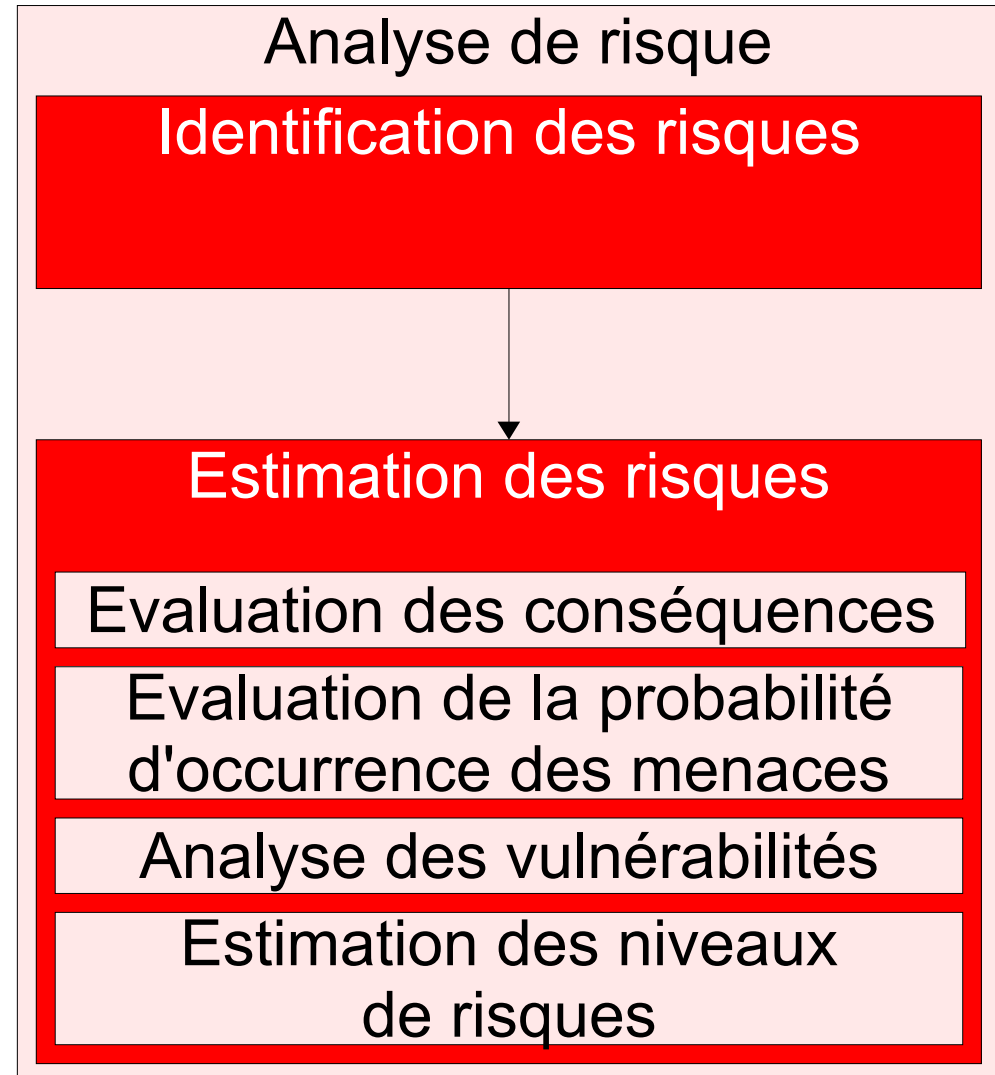 Analyse de risque
Identification des risques
Estimation des risques
Evaluation des conséquences
Evaluation de la probabilité
d'occurrence des menaces
Analyse des vulnérabilités
Estimation des niveaux
de risques